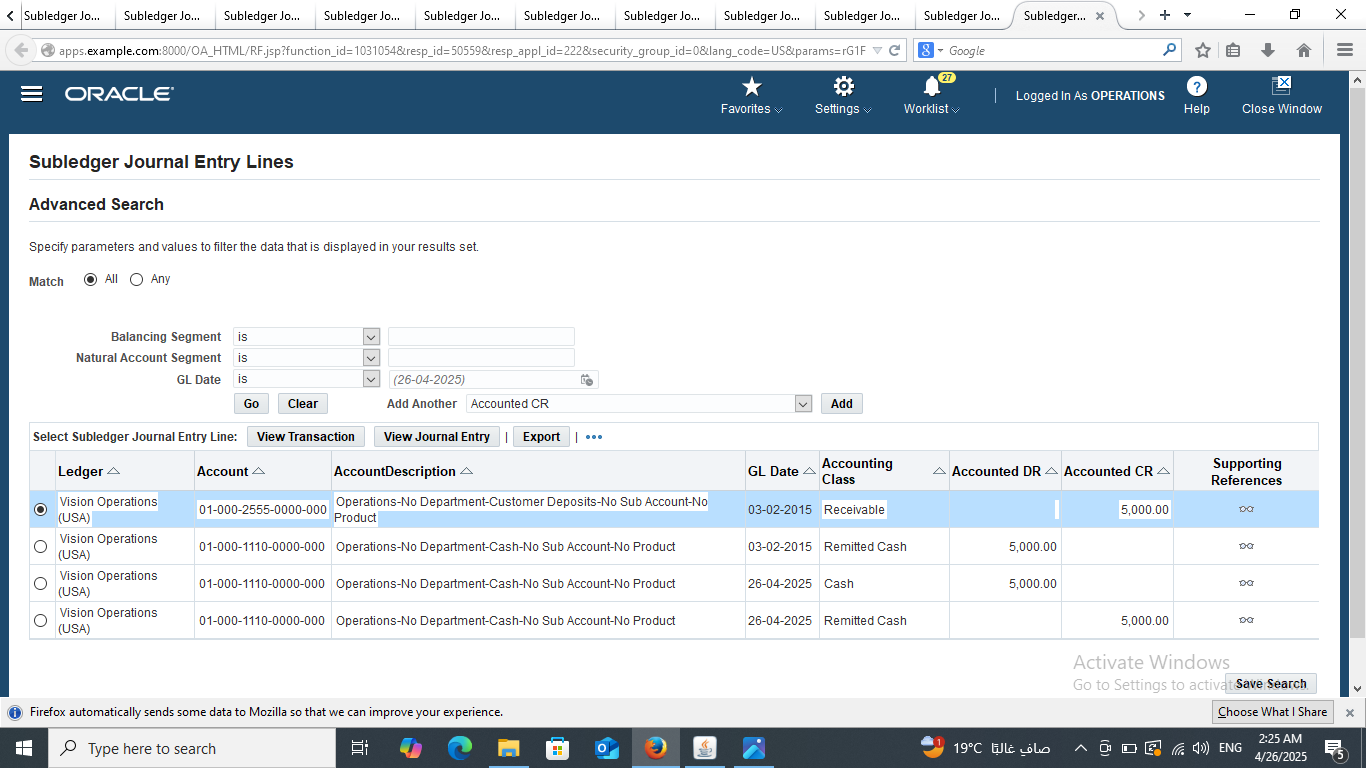 Subledger Jo...
Subledger Jo...
Subledger Jo...
Subledger Jo...
Subledger Jo...
Subledger Jo...
Subledger Jo...
Subledger Jo...
Subledger Jo...
Subledger Jo...
Subledger...
apps.example.com:8000/OA_HTML/RF.jsp?function_id=1031054&resp_id=50559&resp_appl_id=222&security_group_id=0&lang_code=US&params=rG1F
8
Google
ORACLE
Favorites
Settings
27
Worklist
Logged In As OPERATIONS
?
Help
Close Window
Subledger Journal Entry Lines
Advanced Search
Specify parameters and values to filter the data that is displayed in your results set.
Match All Any
Balancing Segment is
Natural Account Segment is
GL Date is (26-04-2025)
Go Clear Add Another Accounted CR Add
Select Subledger Journal Entry Line: View Transaction View Journal Entry | Export | •••
Ledger Account AccountDescription GL Date Accounting Class Accounted DR Accounted CR Supporting References
Vision Operations (USA) 01-000-2555-0000-000 Operations-No Department-Customer Deposits-No Sub Account-No Product 03-02-2015 Receivable 5,000.00
Vision Operations (USA) 01-000-1110-0000-000 Operations-No Department-Cash-No Sub Account-No Product 03-02-2015 Remitted Cash 5,000.00
Vision Operations (USA) 01-000-1110-0000-000 Operations-No Department-Cash-No Sub Account-No Product 26-04-2025 Cash 5,000.00
Vision Operations (USA) 01-000-1110-0000-000 Operations-No Department-Cash-No Sub Account-No Product 26-04-2025 Remitted Cash 5,000.00
Activate Windows
Go to Settings to activate Windows.
Save Search
Firefox automatically sends some data to Mozilla so that we can improve your experience.
Choose What I Share
Type here to search
1
19°C صافٍ غالبًا
ENG
2:25 AM
4/26/2025
5